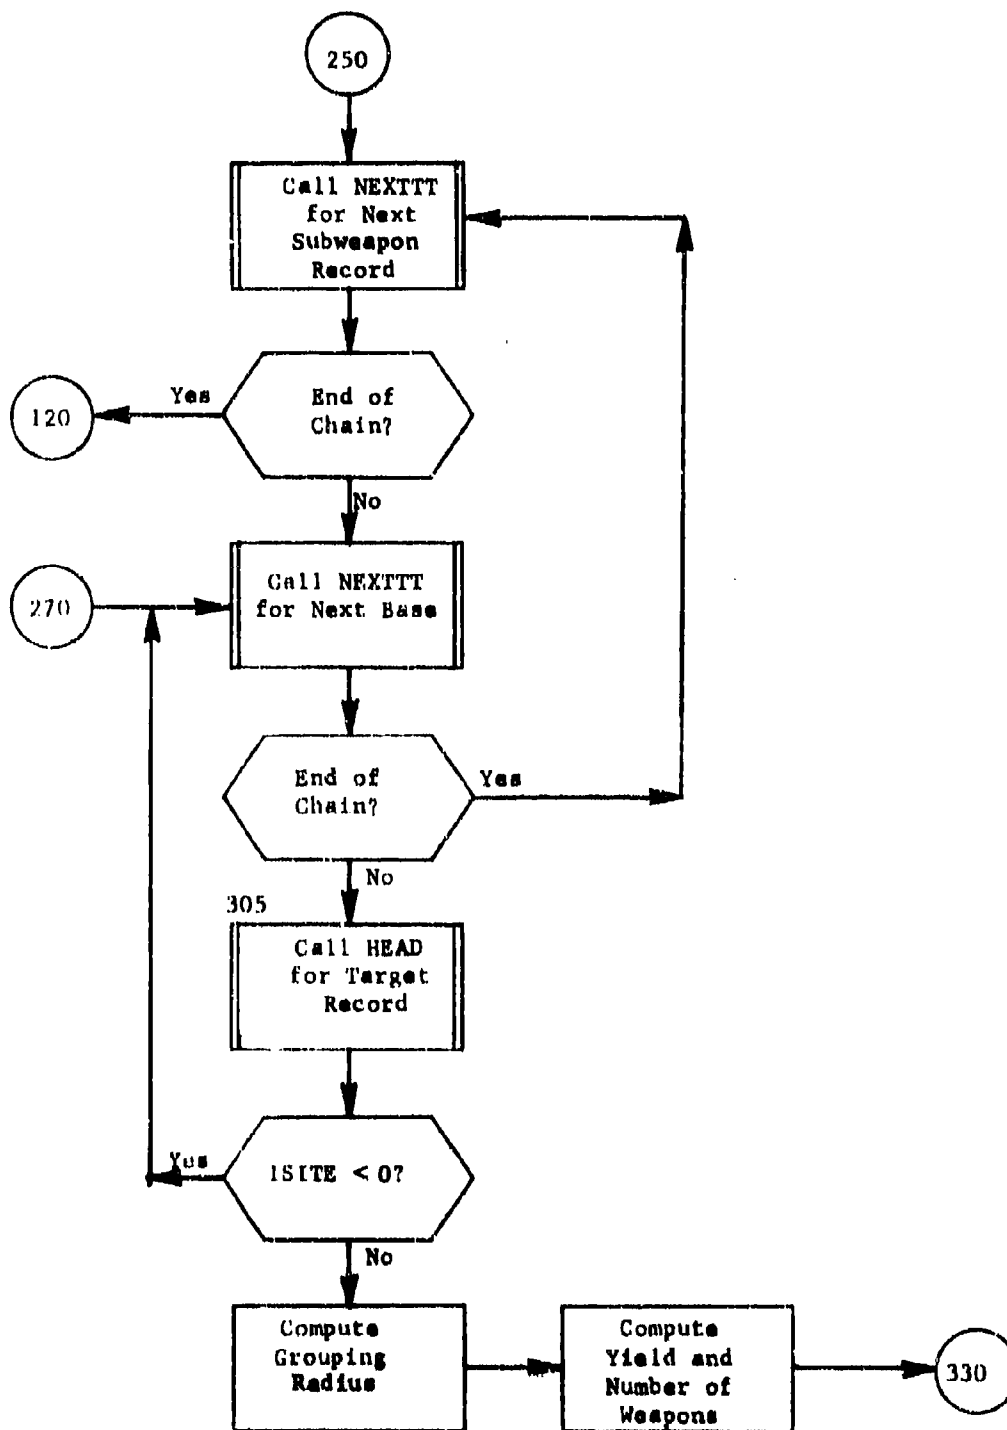 250
Call NEXTTT
for Next
Subweapon
Record
Yes
End of
Chain?
120
No
270
Call NEXTTT
for Next Base
End of
Chain?
Yes
No
305
Call HEAD
for Target
Record
Yes
ISITE < 0?
No
Compute
Grouping
Radius
Compute
Yield and
Number of
Weapons
330